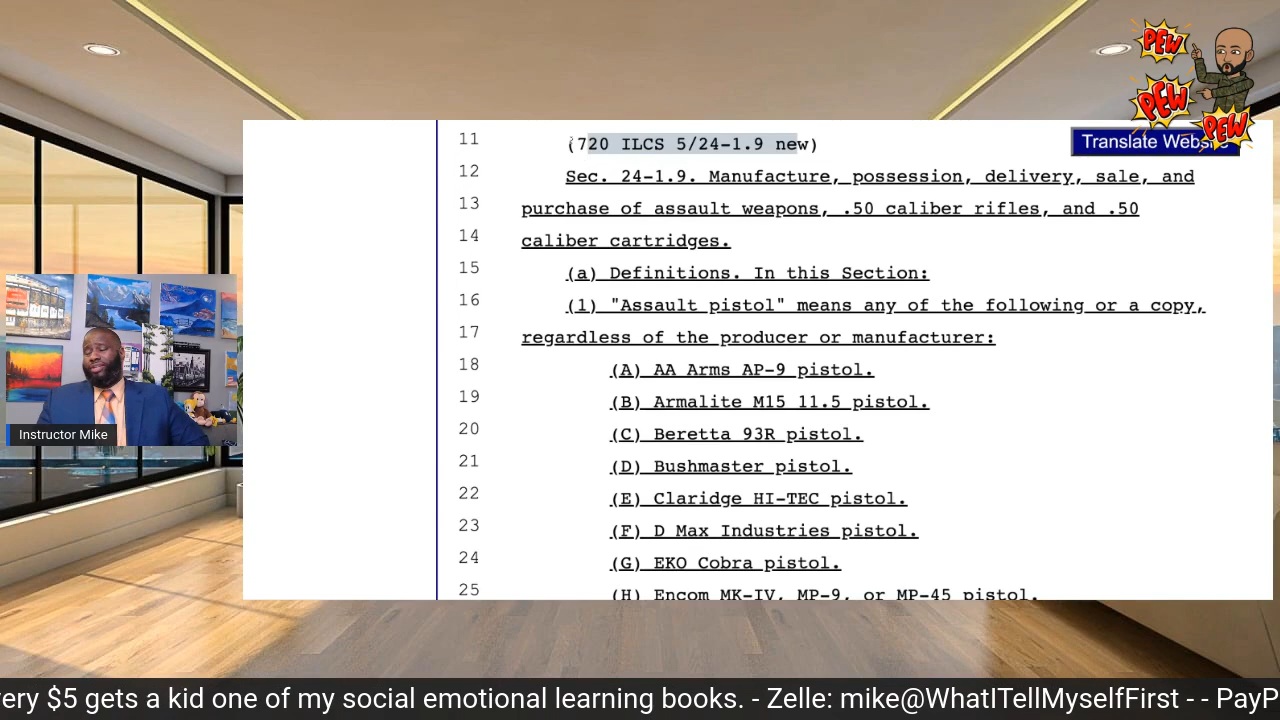 PEW
PEW
PEW
Translate Webs
11 (720 ILCS 5/24-1.9 new)
12 Sec. 24-1.9. Manufacture, possession, delivery, sale, and
13 purchase of assault weapons, .50 caliber rifles, and .50
14 caliber cartridges.
15 (a) Definitions. In this Section:
16 (1) "Assault pistol" means any of the following or a copy,
17 regardless of the producer or manufacturer:
18 (A) AA Arms AP-9 pistol.
19 (B) Armalite M15 11.5 pistol.
20 (C) Beretta 93R pistol.
21 (D) Bushmaster pistol.
22 (E) Claridge HI-TEC pistol.
23 (F) D Max Industries pistol.
24 (G) EKO Cobra pistol.
25 (H) Encom MK-IV, MP-9, or MP-45 pistol.
Instructor Mike
very $5 gets a kid one of my social emotional learning books. - Zelle: mike@WhatITellMyselfFirst - - PayP